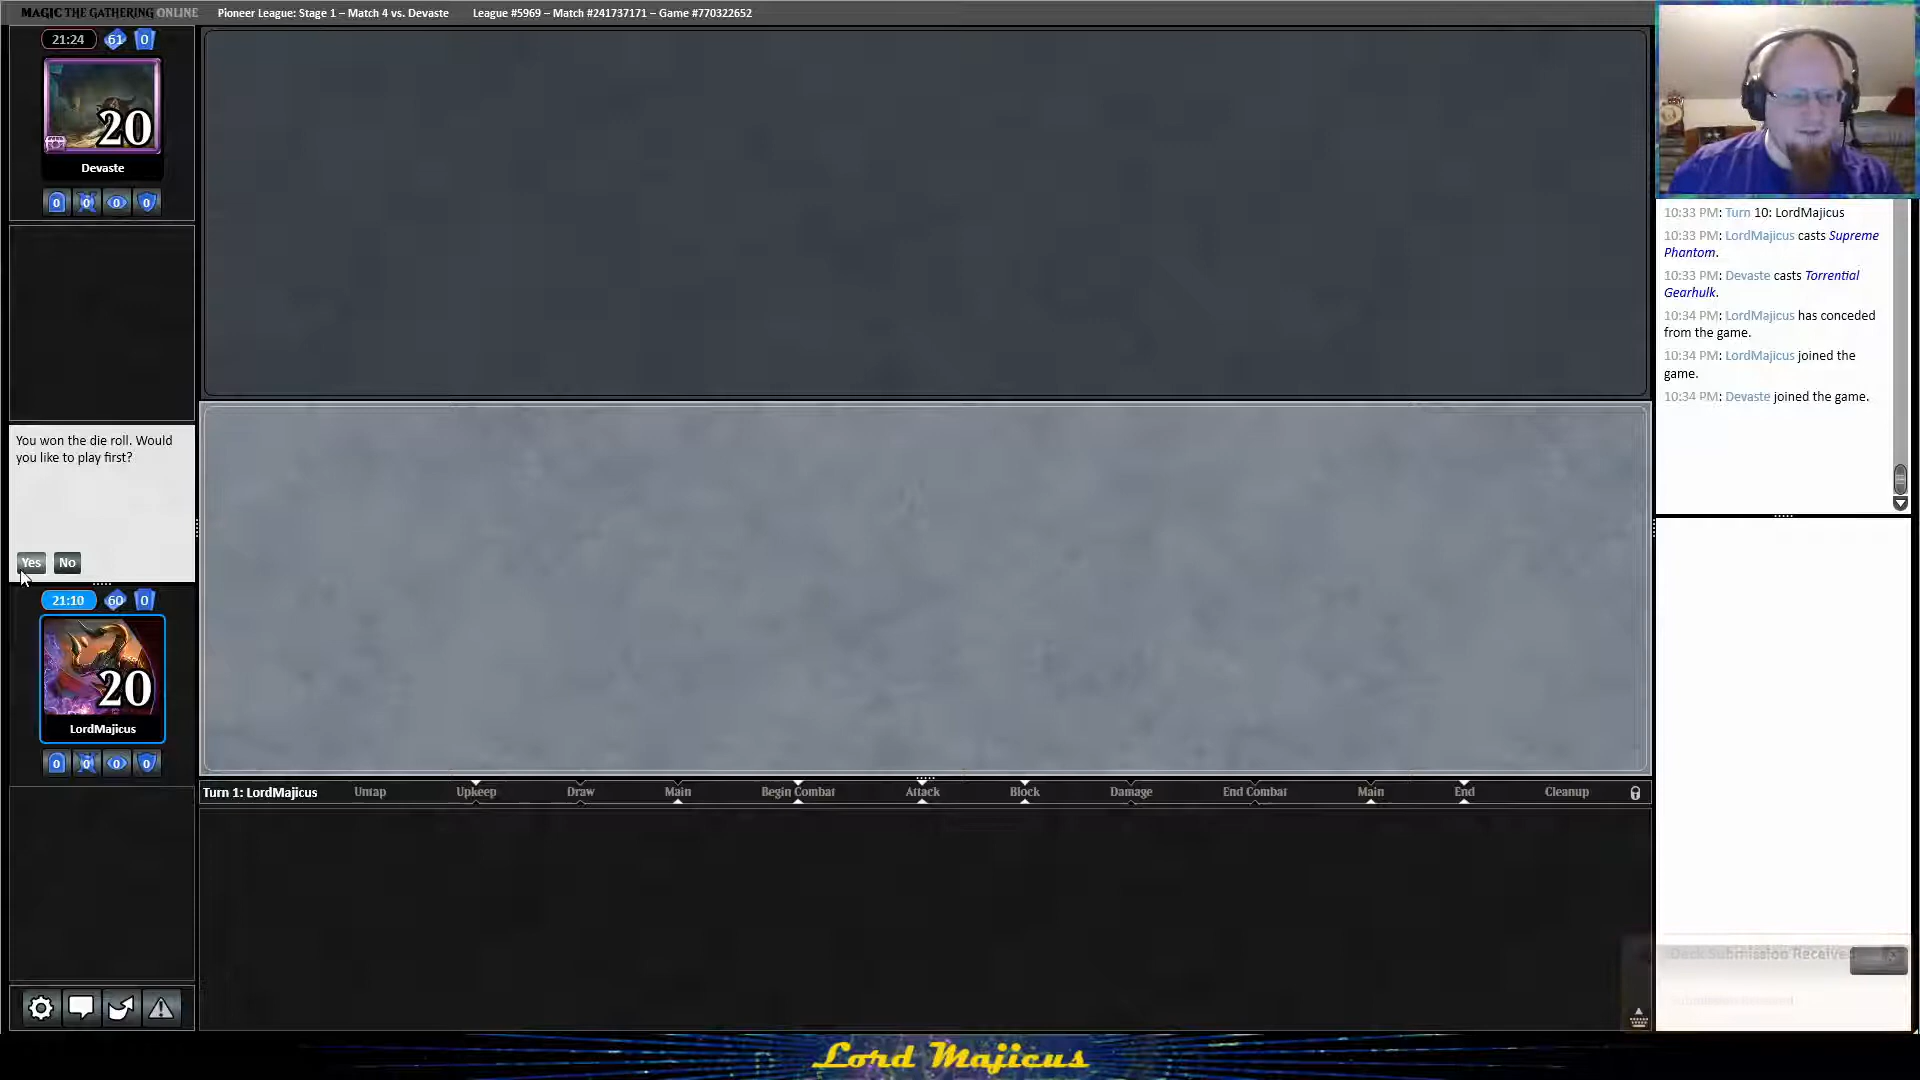 MAGIC THE GATHERING ONLINE
Pioneer League: Stage 1 – Match 4 vs. Devaste
League #5969 – Match #241737171 – Game #770322652
21:24
61
0
20
Devaste
0
0
0
0
10:33 PM: Turn 10: LordMajicus
10:33 PM: LordMajicus casts Supreme
Phantom.
10:33 PM: Devaste casts Torrential
Gearhulk.
10:34 PM: LordMajicus has conceded
from the game.
10:34 PM: LordMajicus joined the
game.
10:34 PM: Devaste joined the game.
You won the die roll. Would
you like to play first?
Yes
No
21:10
60
0
20
LordMajicus
0
0
0
0
Turn 1: LordMajicus
Untap
Upkeep
Draw
Main
Begin Combat
Attack
Block
Damage
End Combat
Main
End
Cleanup
Deck Submission Received
Lord Majicus